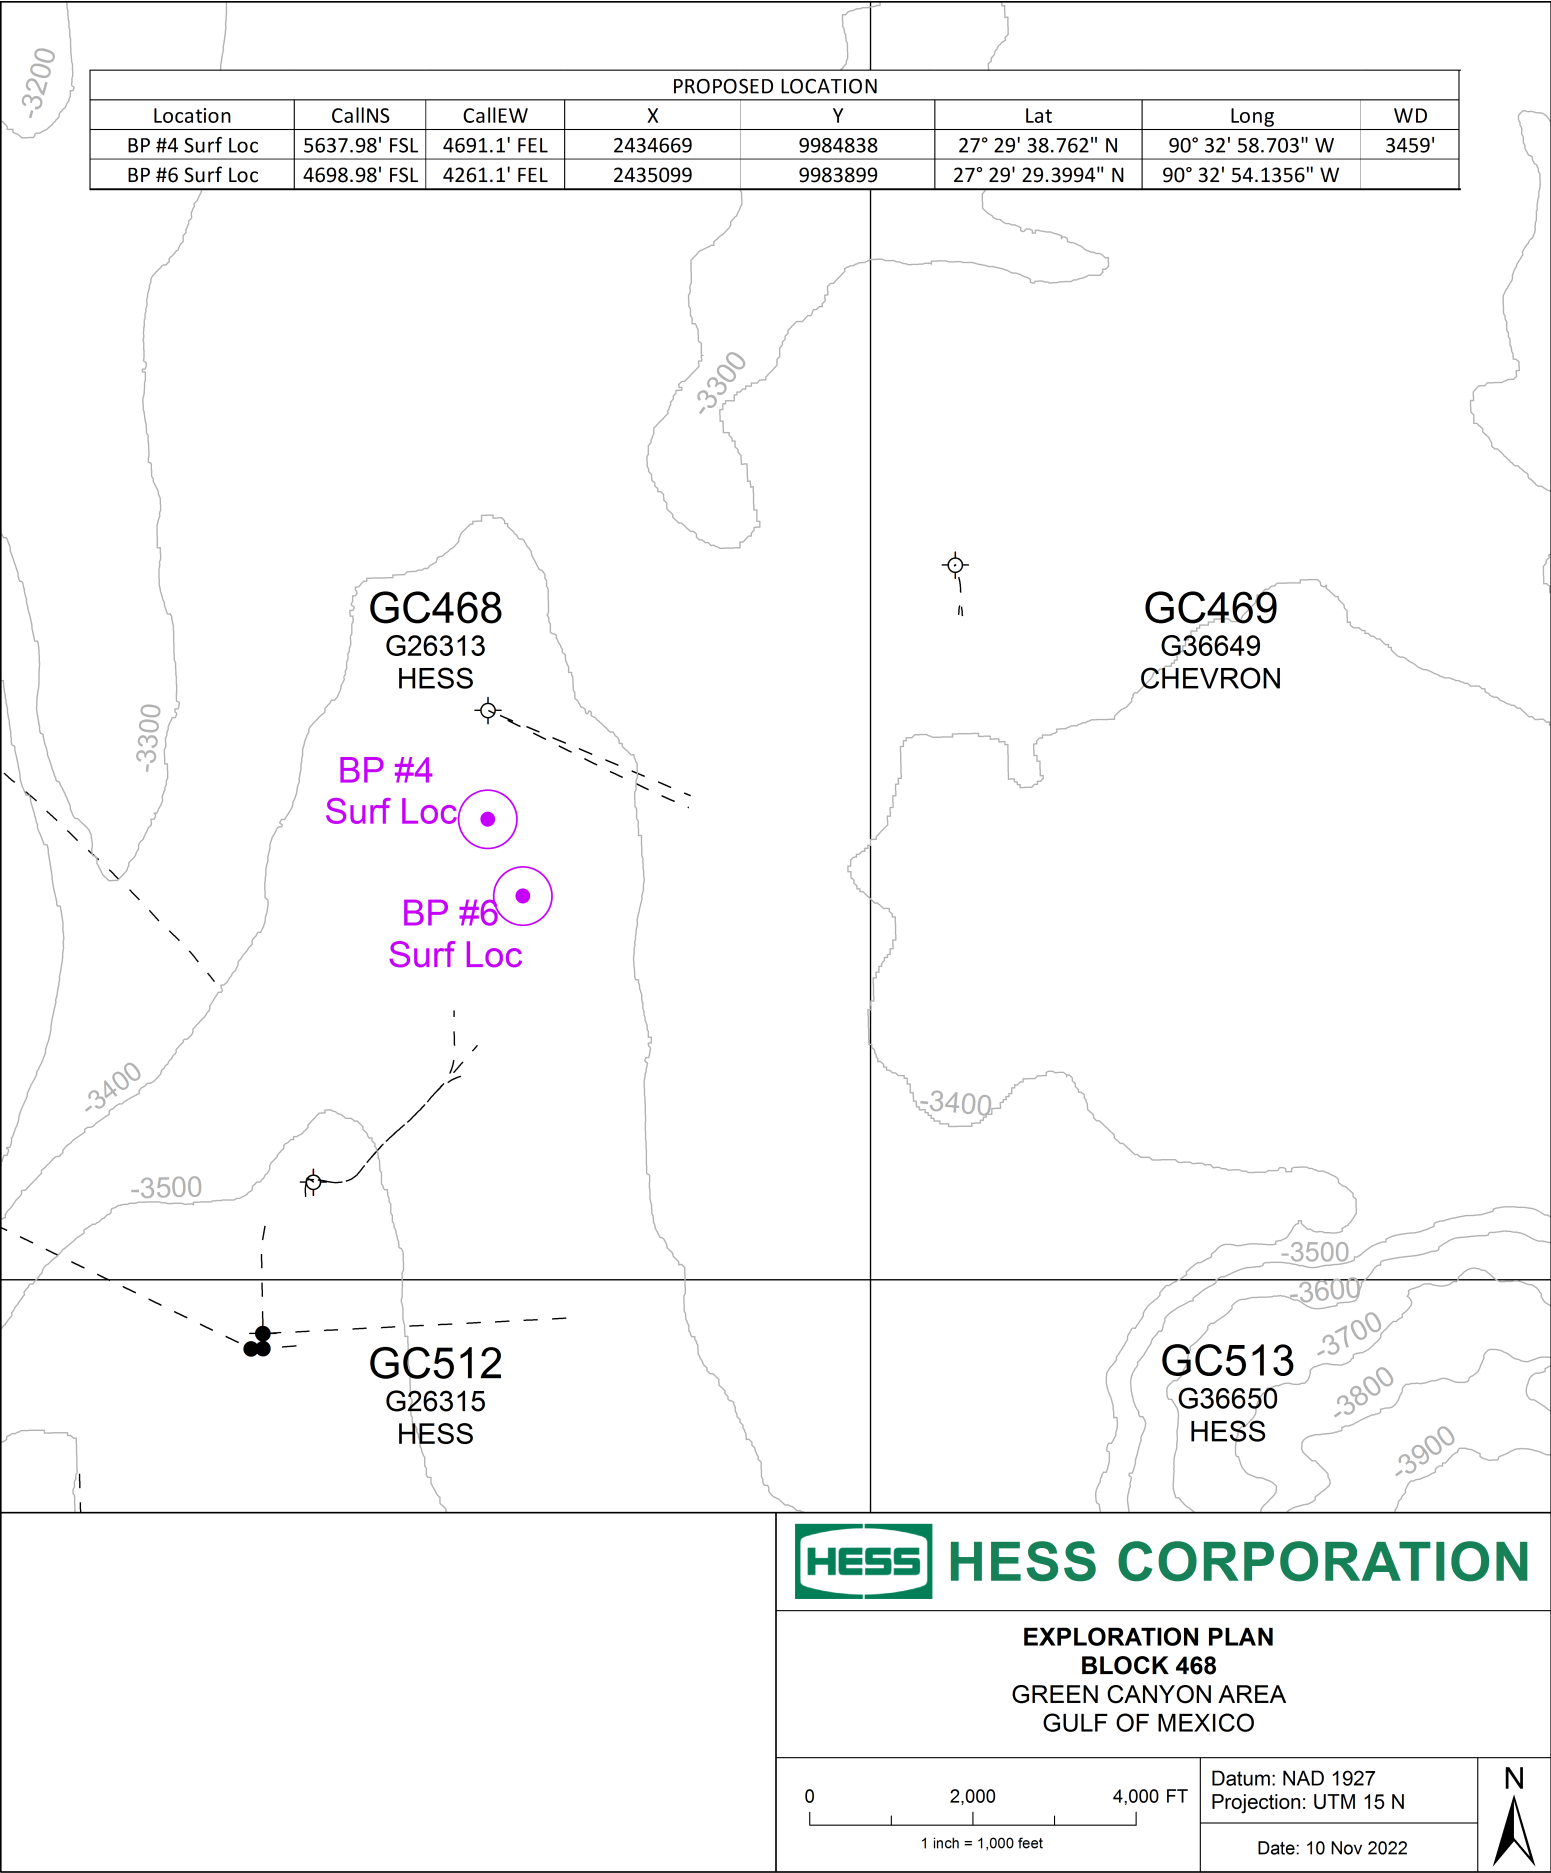 -3200
PROPOSED LOCATION
Location CallNS CallEW X Y Lat Long WD
BP #4 Surf Loc 5637.98' FSL 4691.1' FEL 2434669 9984838 27° 29' 38.762" N 90° 32' 58.703" W 3459'
BP #6 Surf Loc 4698.98' FSL 4261.1' FEL 2435099 9983899 27° 29' 29.3994" N 90° 32' 54.1356" W
-3300
GC468
G26313
HESS
GC469
G36649
CHEVRON
-3300
BP #4
Surf Loc
BP #6
Surf Loc
-3400
-3400
-3500
-3500
-3600
-3700
-3800
-3900
GC512
G26315
HESS
GC513
G36650
HESS
HESS HESS CORPORATION
EXPLORATION PLAN
BLOCK 468
GREEN CANYON AREA
GULF OF MEXICO
0 2,000 4,000 FT
1 inch = 1,000 feet
Datum: NAD 1927
Projection: UTM 15 N
Date: 10 Nov 2022
N